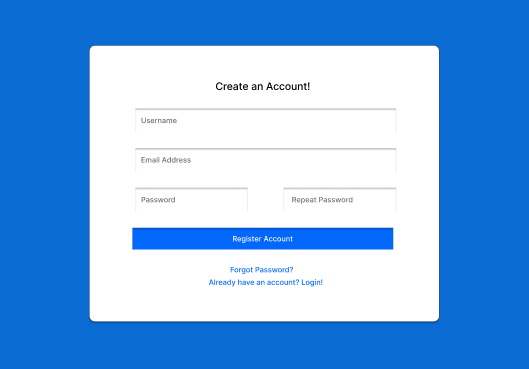 Create an Account!
Username
Email Address
Password
Repeat Password
Register Account
Forgot Password?
Already have an account? Login!